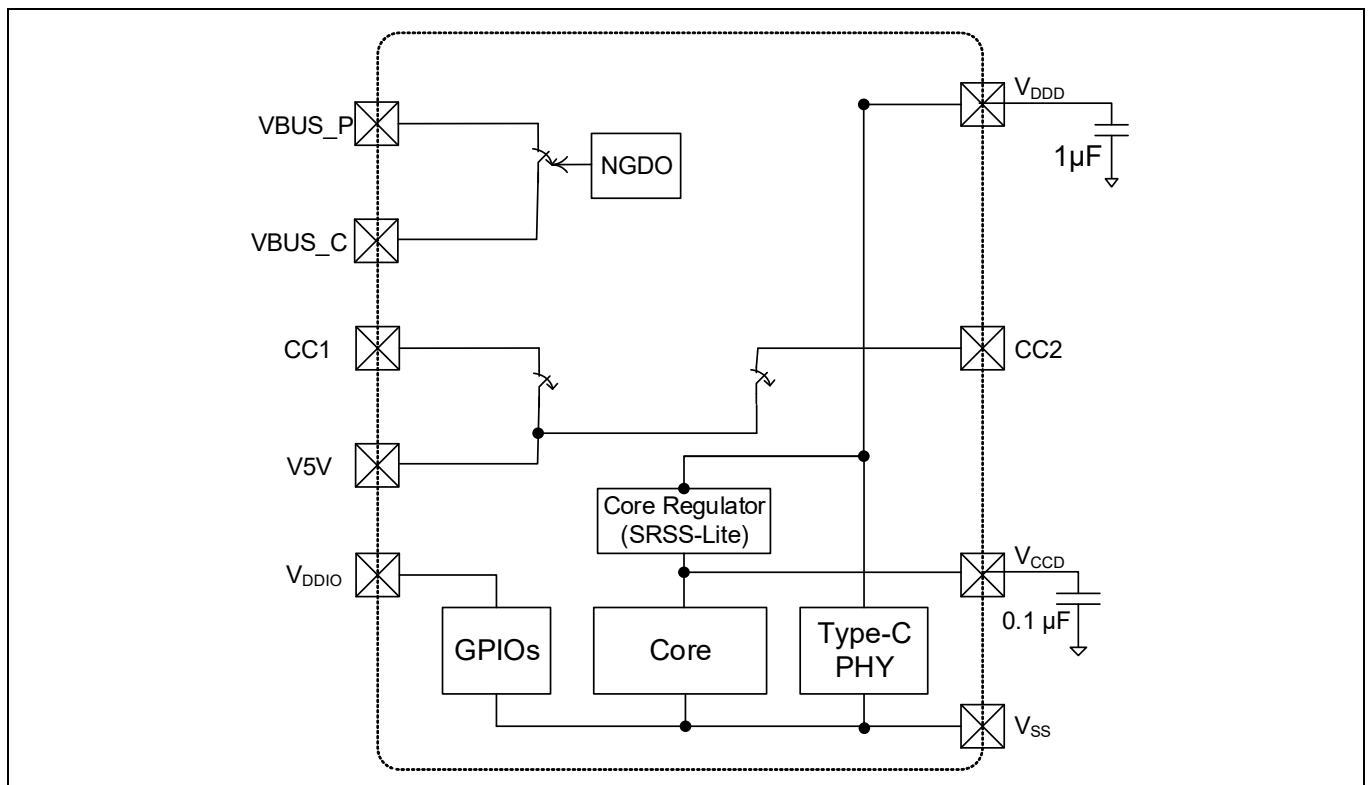 VBUS_P
NGDO
VDDD
1µF
VBUS_C
CC1
CC2
V5V
Core Regulator
(SRSS-Lite)
VDDIO
VCCD
0.1 µF
GPIOs
Core
Type-C
PHY
VSS